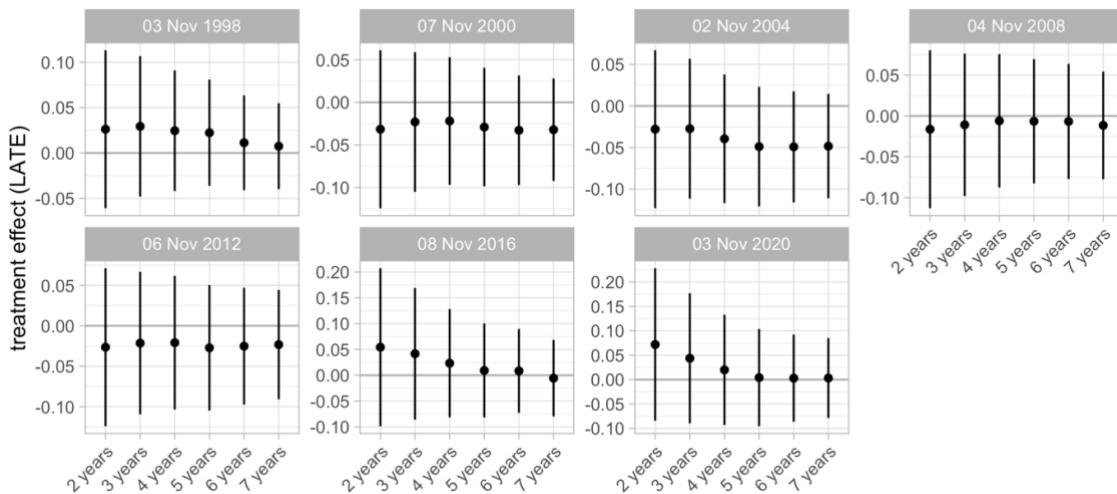 treatment effect (LATE)
03 Nov 1998
0.10
0.05
0.00
-0.05
07 Nov 2000
0.05
0.00
-0.05
-0.10
02 Nov 2004
0.05
0.00
-0.05
-0.10
04 Nov 2008
0.05
0.00
-0.05
-0.10
2 years
3 years
4 years
5 years
6 years
7 years
06 Nov 2012
0.05
0.00
-0.05
-0.10
2 years
3 years
4 years
5 years
6 years
7 years
08 Nov 2016
0.20
0.15
0.10
0.05
0.00
-0.05
-0.10
2 years
3 years
4 years
5 years
6 years
7 years
03 Nov 2020
0.20
0.15
0.10
0.05
0.00
-0.05
-0.10
2 years
3 years
4 years
5 years
6 years
7 years